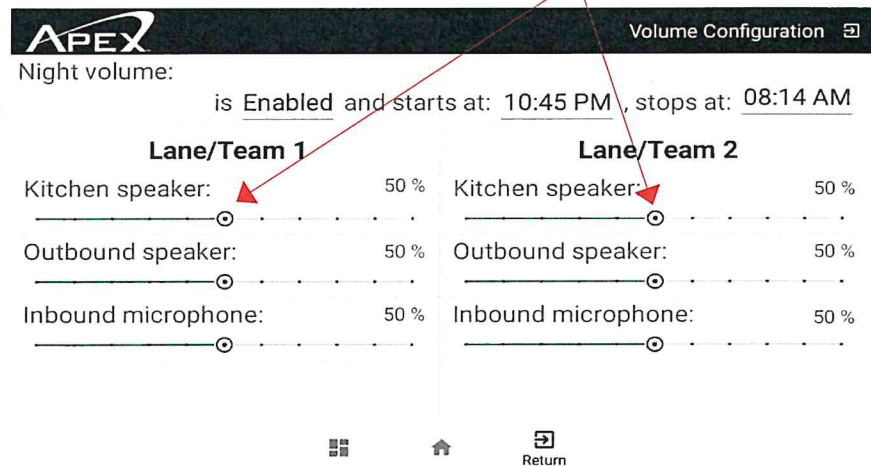 APEX
Volume Configuration
Night volume:
is Enabled and starts at: 10:45 PM , stops at: 08:14 AM
Lane/Team 1
Kitchen speaker: 50 %
Outbound speaker: 50 %
Inbound microphone: 50 %
Lane/Team 2
Kitchen speaker: 50 %
Outbound speaker: 50 %
Inbound microphone: 50 %
Return